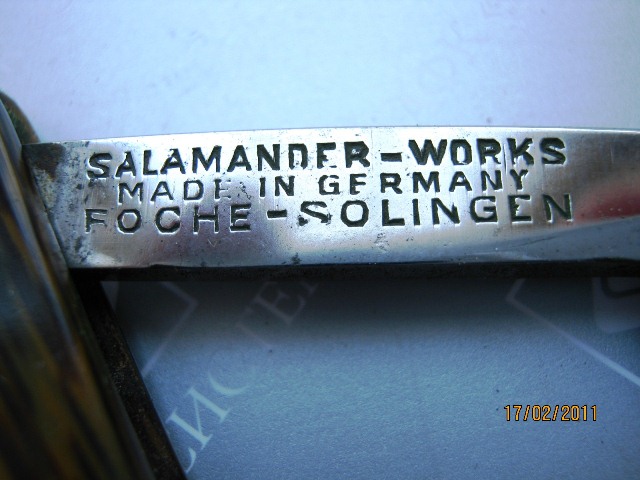 SALAMANDER-WORKS
MADE IN GERMANY
FOCHE-SOLINGEN
17/02/2011